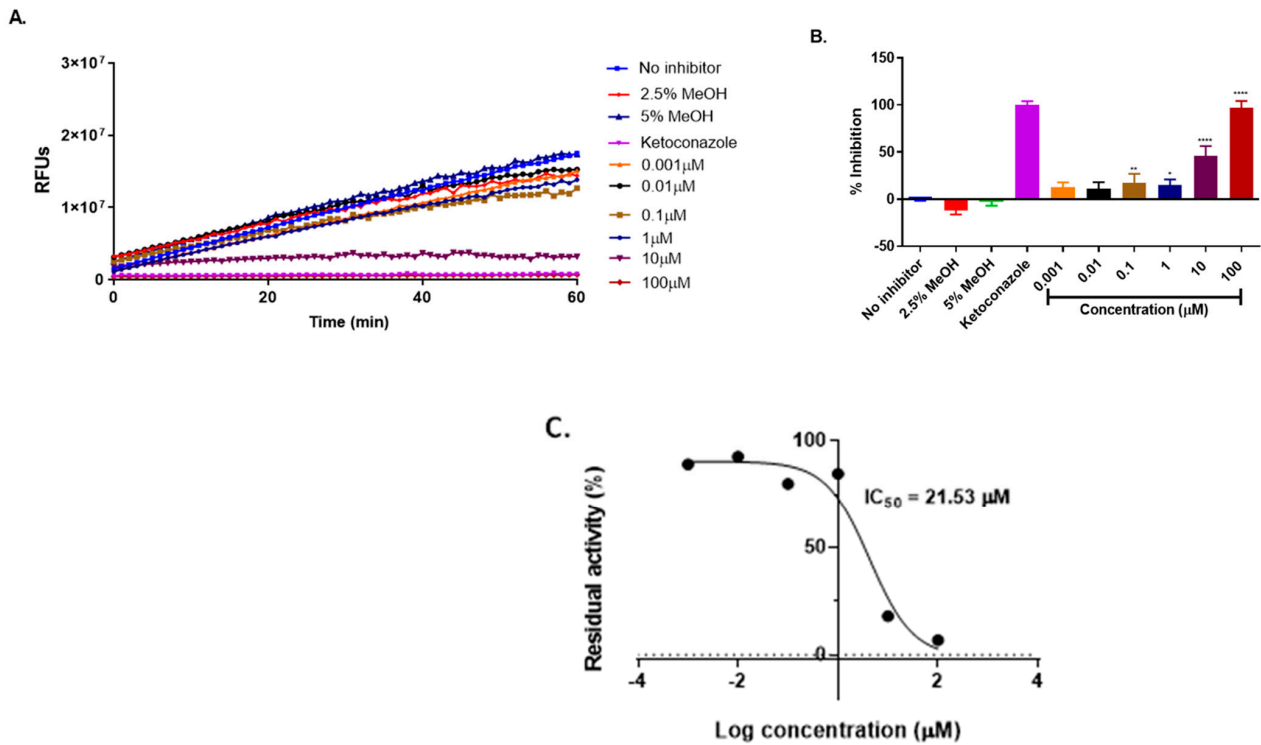 A.
3×10⁷
2×10⁷
1×10⁷
0
RFUs
0
20
40
60
Time (min)
No inhibitor
2.5% MeOH
5% MeOH
Ketoconazole
0.001μM
0.01μM
0.1μM
1μM
10μM
100μM
B.
150
100
50
0
-50
% Inhibition
**
*
****
****
No inhibitor
2.5% MeOH
5% MeOH
Ketoconazole
0.001
0.01
0.1
1
10
100
Concentration (μM)
C.
100
50
0
Residual activity (%)
IC₅₀ = 21.53 μM
-4
-2
2
4
Log concentration (μM)